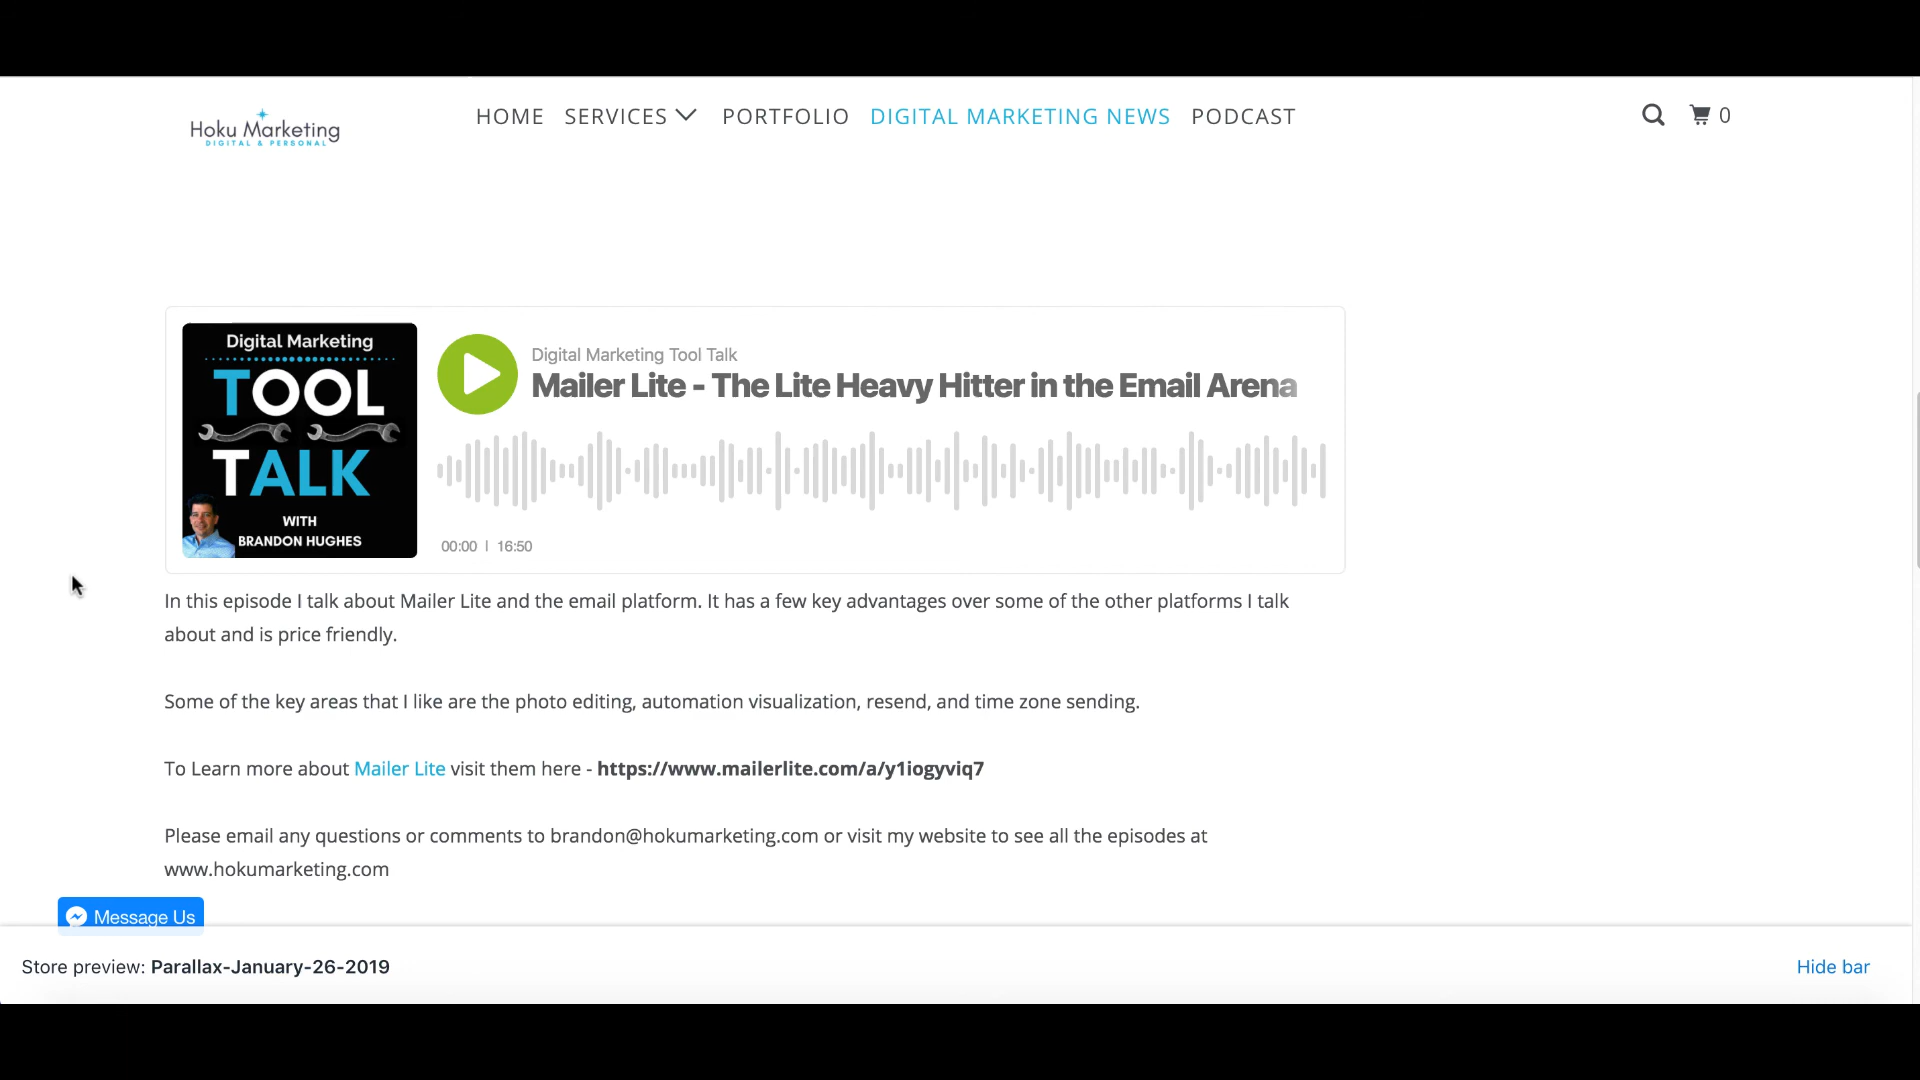 Hoku Marketing
DIGITAL & PERSONAL
HOME SERVICES PORTFOLIO DIGITAL MARKETING NEWS PODCAST
0
Digital Marketing
TOOL
TALK
WITH
BRANDON HUGHES
Digital Marketing Tool Talk
Mailer Lite - The Lite Heavy Hitter in the Email Arena
00:00 | 16:50
In this episode I talk about Mailer Lite and the email platform. It has a few key advantages over some of the other platforms I talk
about and is price friendly.
Some of the key areas that I like are the photo editing, automation visualization, resend, and time zone sending.
To Learn more about Mailer Lite visit them here - https://www.mailerlite.com/a/y1iogyviq7
Please email any questions or comments to brandon@hokumarketing.com or visit my website to see all the episodes at
www.hokumarketing.com
Message Us
Store preview: Parallax-January-26-2019
Hide bar